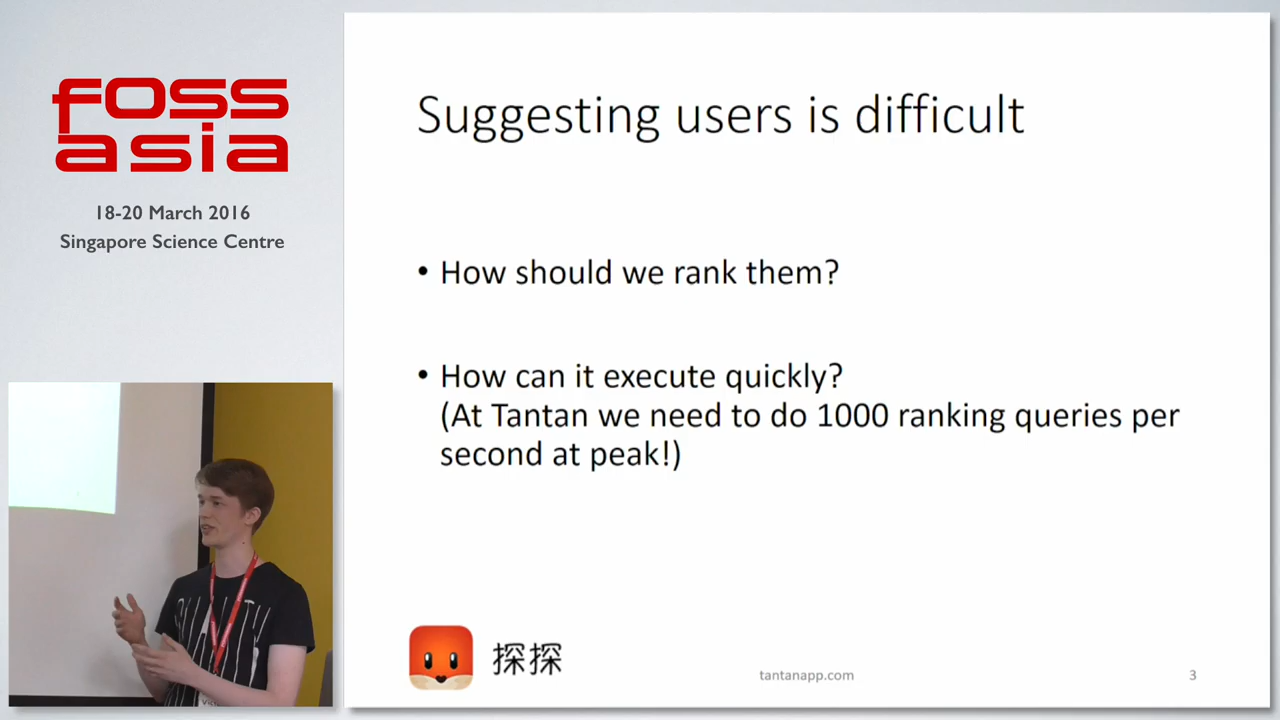 foss
asia
18-20 March 2016
Singapore Science Centre
Suggesting users is difficult
• How should we rank them?
• How can it execute quickly?
(At Tantan we need to do 1000 ranking queries per
second at peak!)
探探
tantanapp.com
3